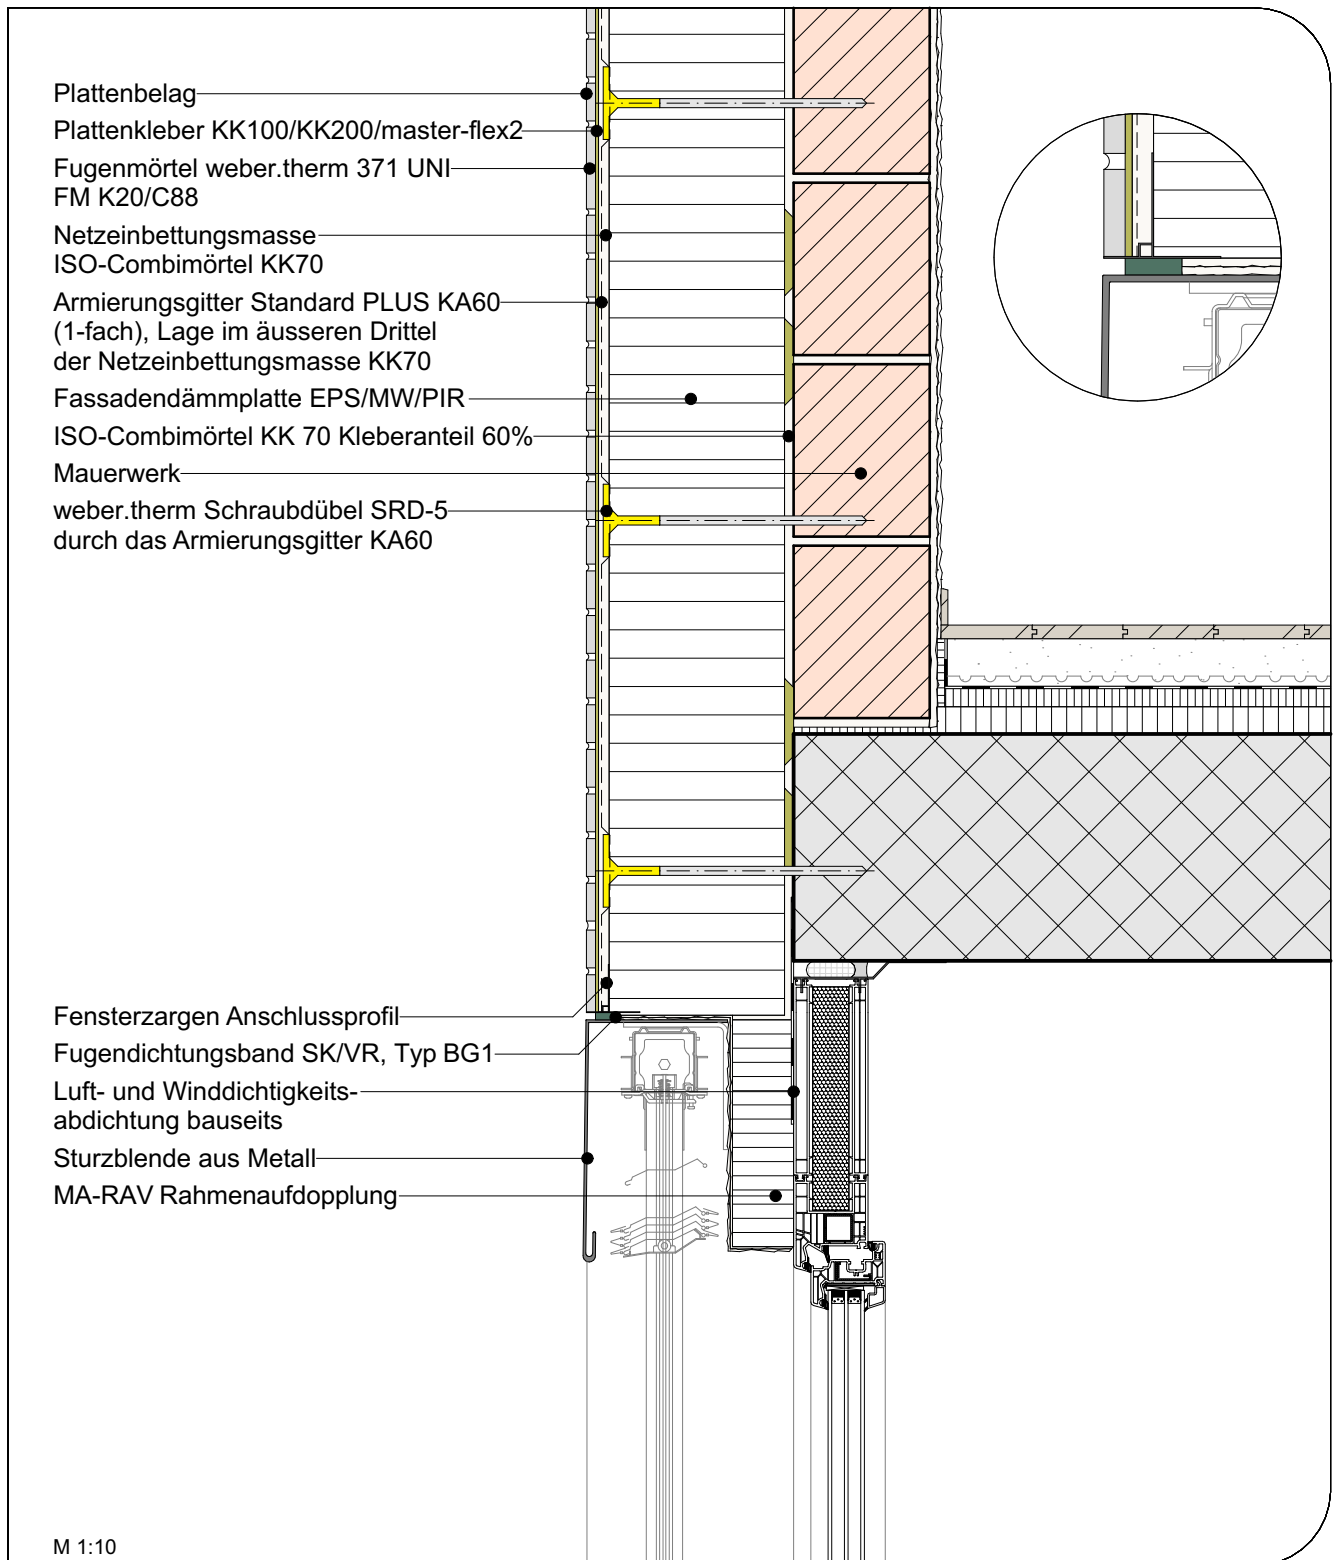 Plattenbelag
Plattenkleber KK100/KK200/master-flex2
Fugenmörtel weber.therm 371 UNI
FM K20/C88
Netzeinbettungsmasse
ISO-Combimörtel KK70
Armierungsgitter Standard PLUS KA60
(1-fach), Lage im äusseren Drittel
der Netzeinbettungsmasse KK70
Fassadendämmplatte EPS/MW/PIR
ISO-Combimörtel KK 70 Kleberanteil 60%
Mauerwerk
weber.therm Schraubdübel SRD-5
durch das Armierungsgitter KA60
Fensterzargen Anschlussprofil
Fugendichtungsband SK/VR, Typ BG1
Luft- und Winddichtigkeits-
abdichtung bauseits
Sturzblende aus Metall
MA-RAV Rahmenaufdopplung
M 1:10